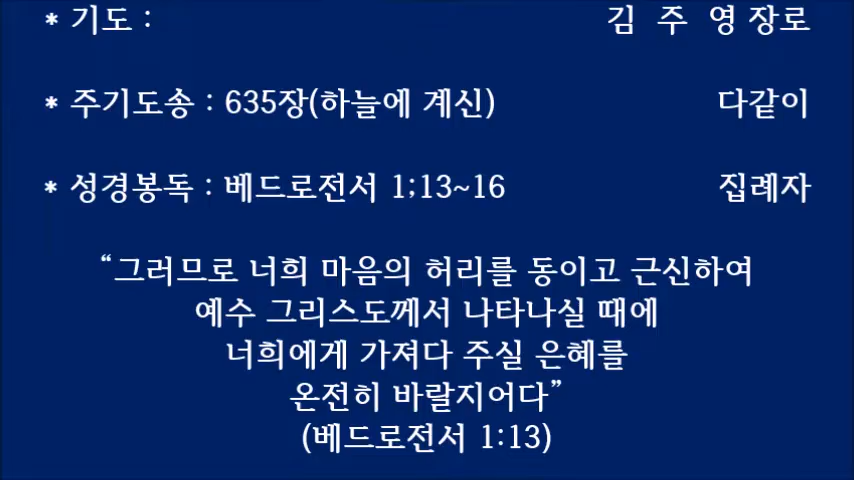 * 기도 : 김 주 영 장로
* 주기도송 : 635장(하늘에 계신) 다같이
* 성경봉독 : 베드로전서 1;13~16 집례자
“그러므로 너희 마음의 허리를 동이고 근신하여
예수 그리스도께서 나타나실 때에
너희에게 가져다 주실 은혜를
온전히 바랄지어다”
(베드로전서 1:13)